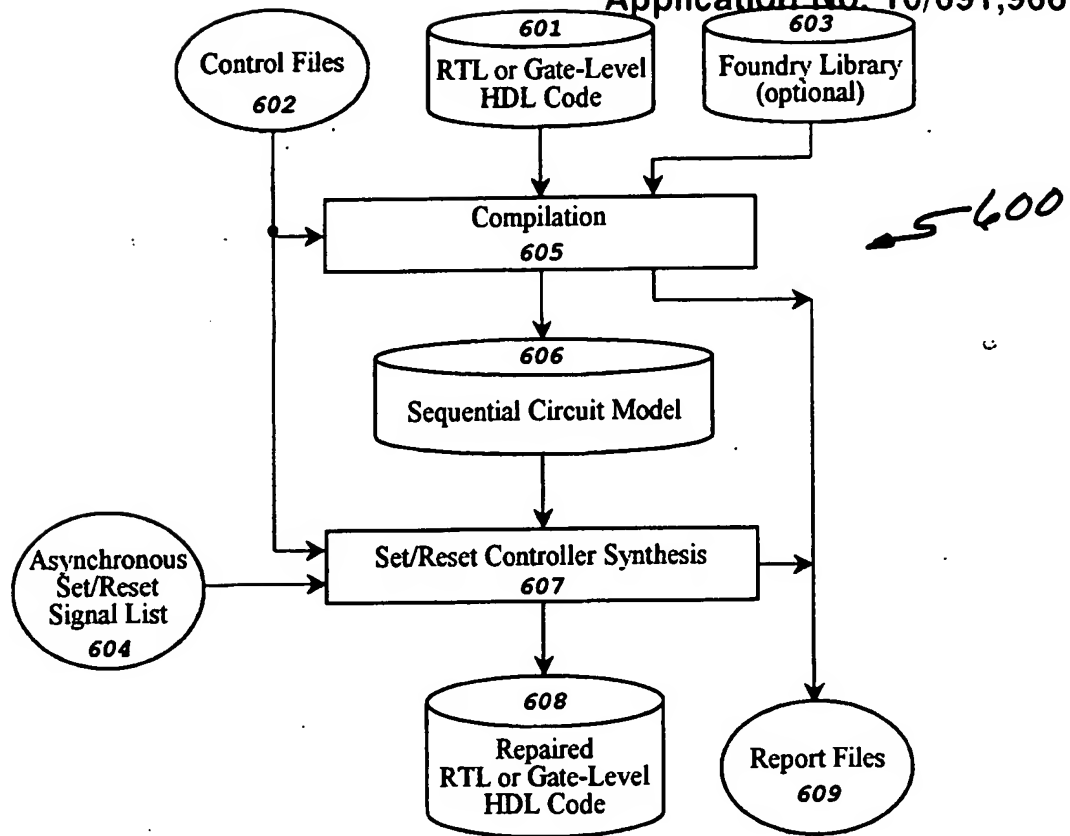 Application No. 10/691,966
Control Files
602
601
RTL or Gate-Level
HDL Code
603
Foundry Library
(optional)
600
Compilation
605
606
Sequential Circuit Model
Asynchronous
Set/Reset
Signal List
604
Set/Reset Controller Synthesis
607
608
Repaired
RTL or Gate-Level
HDL Code
Report Files
609